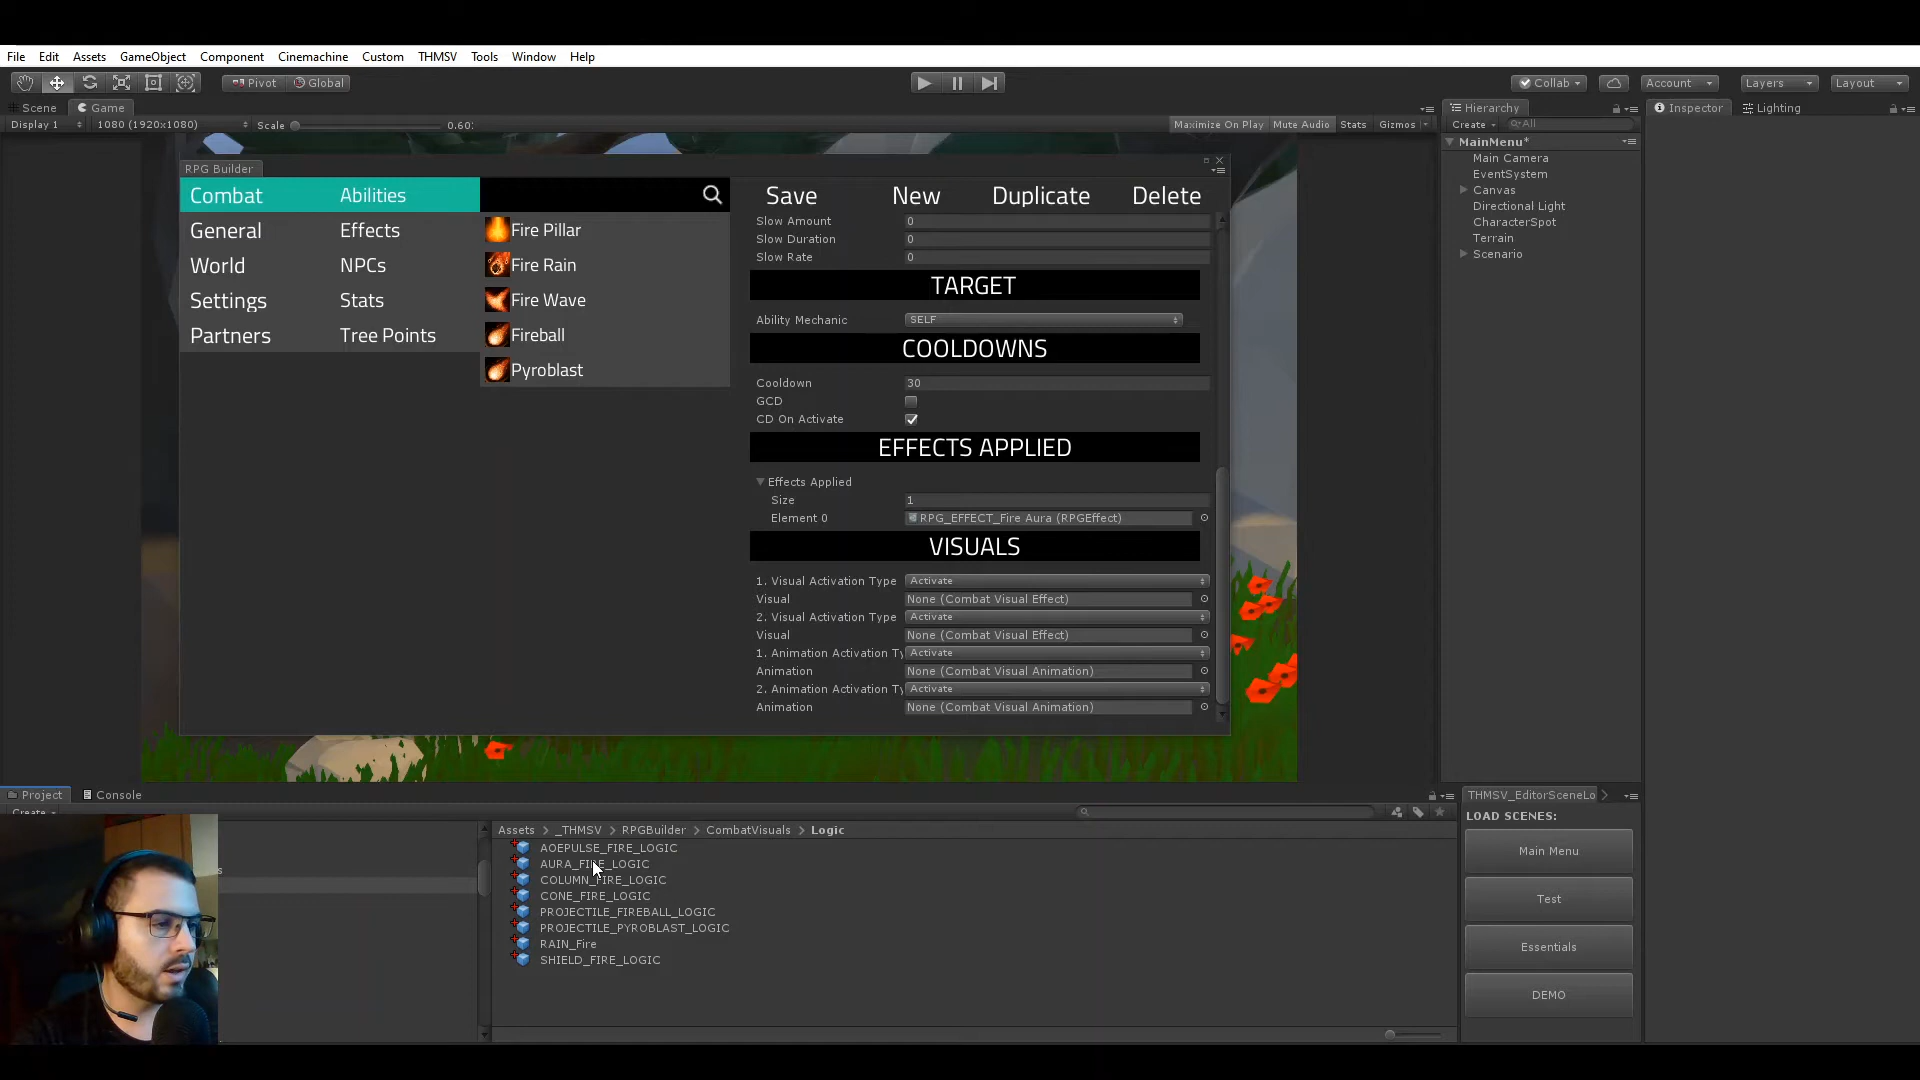 File Edit Assets GameObject Component Cinemachine Custom THMSV Tools Window Help
Pivot Global Collab Account Layers Layout
Scene Game Hierarchy Inspector Lighting
Display 1 1080 (1920x1080) Scale 0.60 Maximize On Play Mute Audio Stats Gizmos Create All
MainMenu*
Main Camera
EventSystem
Canvas
Directional Light
CharacterSpot
Terrain
Scenario
RPG Builder
Combat Abilities Save New Duplicate Delete
General Effects
World NPCs
Settings Stats
Partners Tree Points
Fire Pillar
Fire Rain
Fire Wave
Fireball
Pyroblast
Slow Amount 0
Slow Duration 0
Slow Rate 0
TARGET
Ability Mechanic SELF
COOLDOWNS
Cooldown 30
GCD
CD On Activate
EFFECTS APPLIED
Effects Applied
Size 1
Element 0 RPG_EFFECT_Fire Aura (RPGEffect)
VISUALS
1. Visual Activation Type Activate
Visual None (Combat Visual Effect)
2. Visual Activation Type Activate
Visual None (Combat Visual Effect)
1. Animation Activation Ty Activate
Animation None (Combat Visual Animation)
2. Animation Activation Ty Activate
Animation None (Combat Visual Animation)
Project Console
Create
Assets > _THMSV > RPGBuilder > CombatVisuals > Logic
AOEPULSE_FIRE_LOGIC
AURA_FIRE_LOGIC
COLUMN_FIRE_LOGIC
CONE_FIRE_LOGIC
PROJECTILE_FIREBALL_LOGIC
PROJECTILE_PYROBLAST_LOGIC
RAIN_Fire
SHIELD_FIRE_LOGIC
THMSV_EditorSceneLo
LOAD SCENES:
Main Menu
Test
Essentials
DEMO